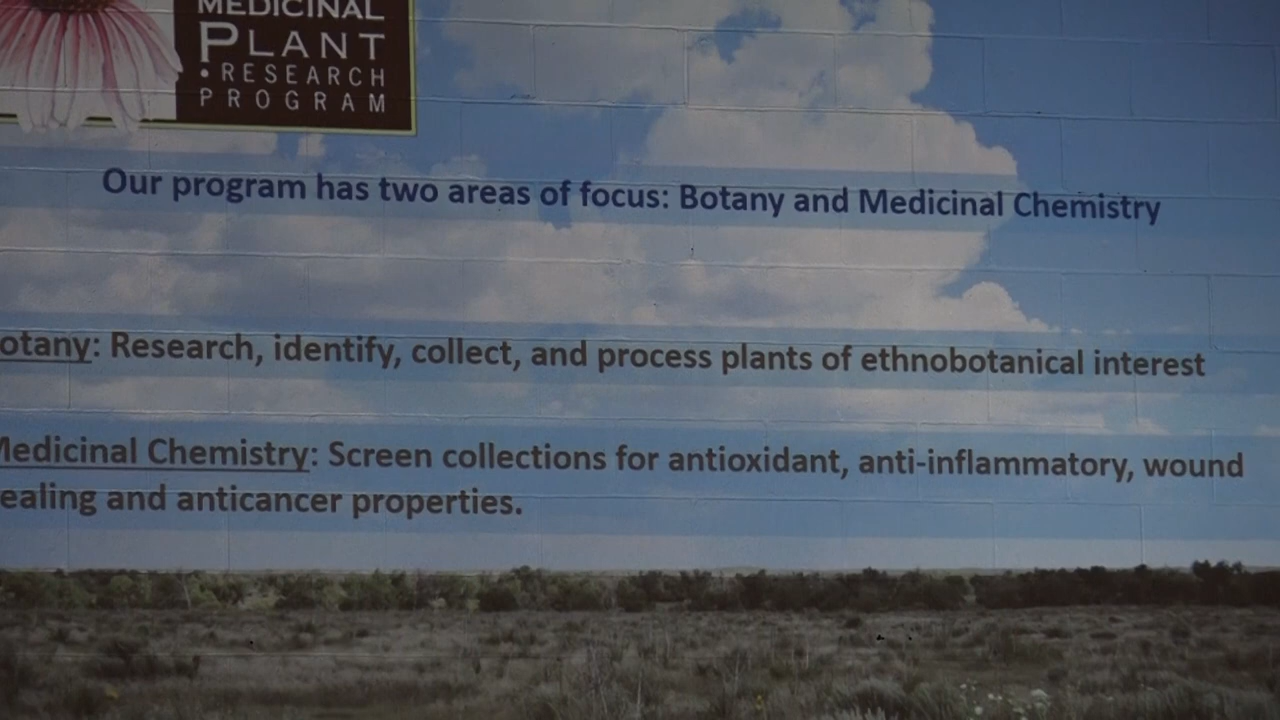 MEDICINAL
PLANT
• RESEARCH
PROGRAM
Our program has two areas of focus: Botany and Medicinal Chemistry
otany: Research, identify, collect, and process plants of ethnobotanical interest
Medicinal Chemistry: Screen collections for antioxidant, anti-inflammatory, wound
ealing and anticancer properties.